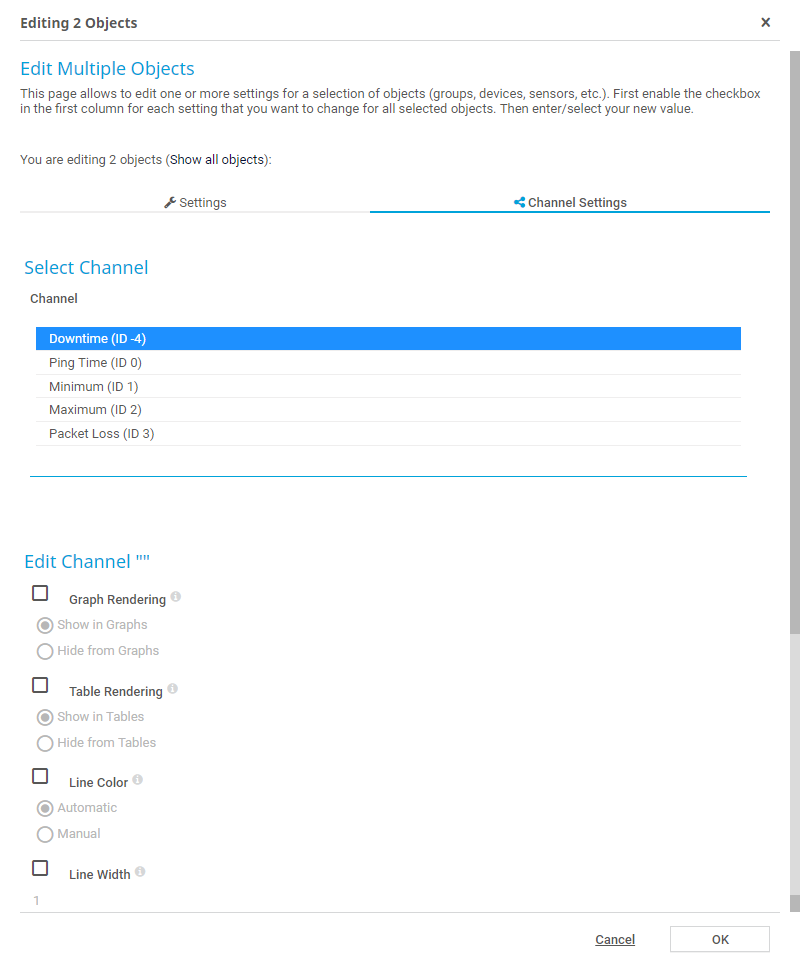 Editing 2 Objects
Edit Multiple Objects
This page allows to edit one or more settings for a selection of objects (groups, devices, sensors, etc.). First enable the checkbox
in the first column for each setting that you want to change for all selected objects. Then enter/select your new value.
You are editing 2 objects (Show all objects):
Settings
Channel Settings
Select Channel
Channel
Downtime (ID -4)
Ping Time (ID 0)
Minimum (ID 1)
Maximum (ID 2)
Packet Loss (ID 3)
Edit Channel ""
Graph Rendering
Show in Graphs
Hide from Graphs
Table Rendering
Show in Tables
Hide from Tables
Line Color
Automatic
Manual
Line Width
1
Cancel
OK